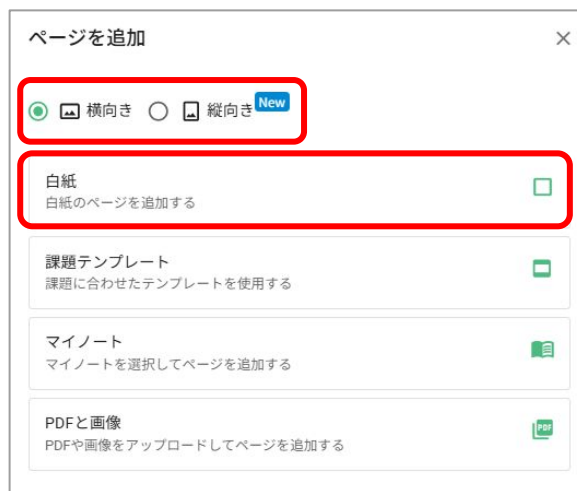 ページを追加
横向き 縦向き New
白紙
白紙のページを追加する
課題テンプレート
課題に合わせたテンプレートを使用する
マイノート
マイノートを選択してページを追加する
PDFと画像
PDFや画像をアップロードしてページを追加する
PDF